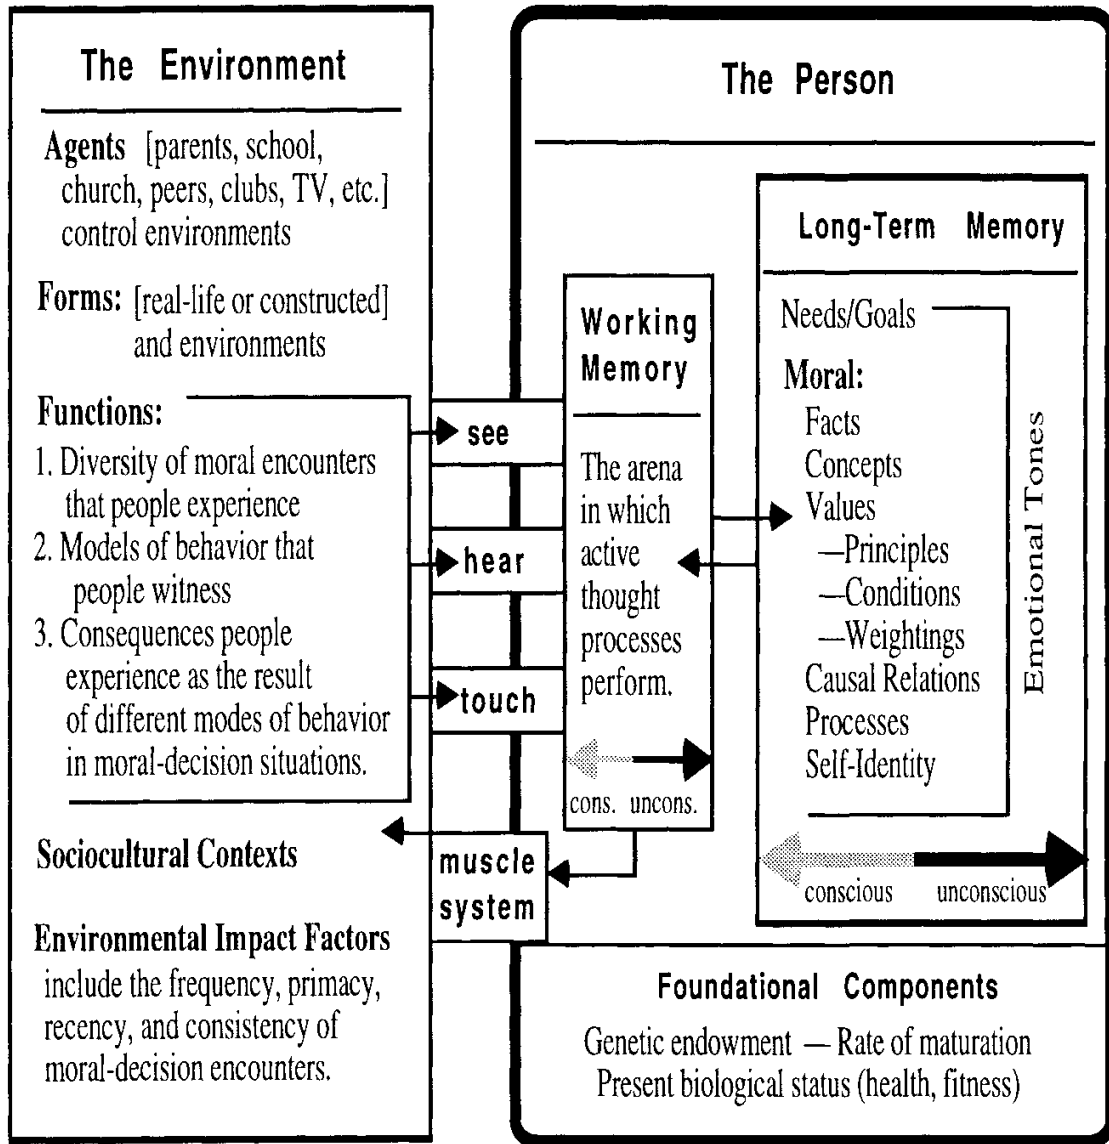 The Environment
Agents [parents, school,
church, peers, clubs, TV, etc.]
control environments
Forms: [real-life or constructed]
and environments
Functions:
1. Diversity of moral encounters
that people experience
2. Models of behavior that
people witness
3. Consequences people
experience as the result
of different modes of behavior
in moral-decision situations.
Sociocultural Contexts
Environmental Impact Factors
include the frequency, primacy,
recency, and consistency of
moral-decision encounters.
see
hear
touch
muscle
system
The Person
Working
Memory
The arena
in which
active
thought
processes
perform.
cons. uncons.
Long-Term Memory
Needs/Goals
Moral:
Facts
Concepts
Values
—Principles
—Conditions
—Weightings
Causal Relations
Processes
Self-Identity
Emotional Tones
conscious unconscious
Foundational Components
Genetic endowment — Rate of maturation
Present biological status (health, fitness)